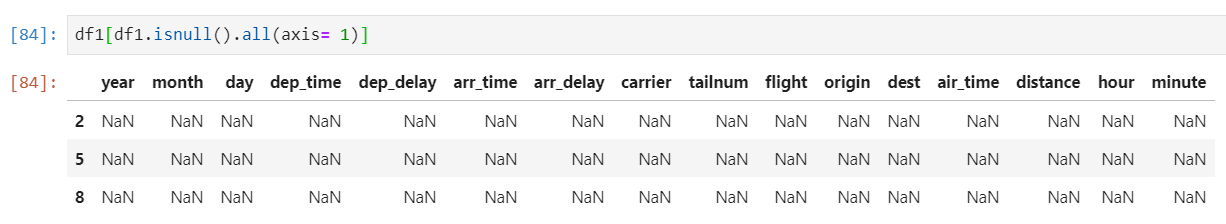 [84]: df1[df1.isnull().all(axis= 1)]
[84]: year month day dep_time dep_delay arr_time arr_delay carrier tailnum flight origin dest air_time distance hour minute
2 NaN NaN NaN NaN NaN NaN NaN NaN NaN NaN NaN NaN NaN NaN NaN NaN
5 NaN NaN NaN NaN NaN NaN NaN NaN NaN NaN NaN NaN NaN NaN NaN NaN
8 NaN NaN NaN NaN NaN NaN NaN NaN NaN NaN NaN NaN NaN NaN NaN NaN